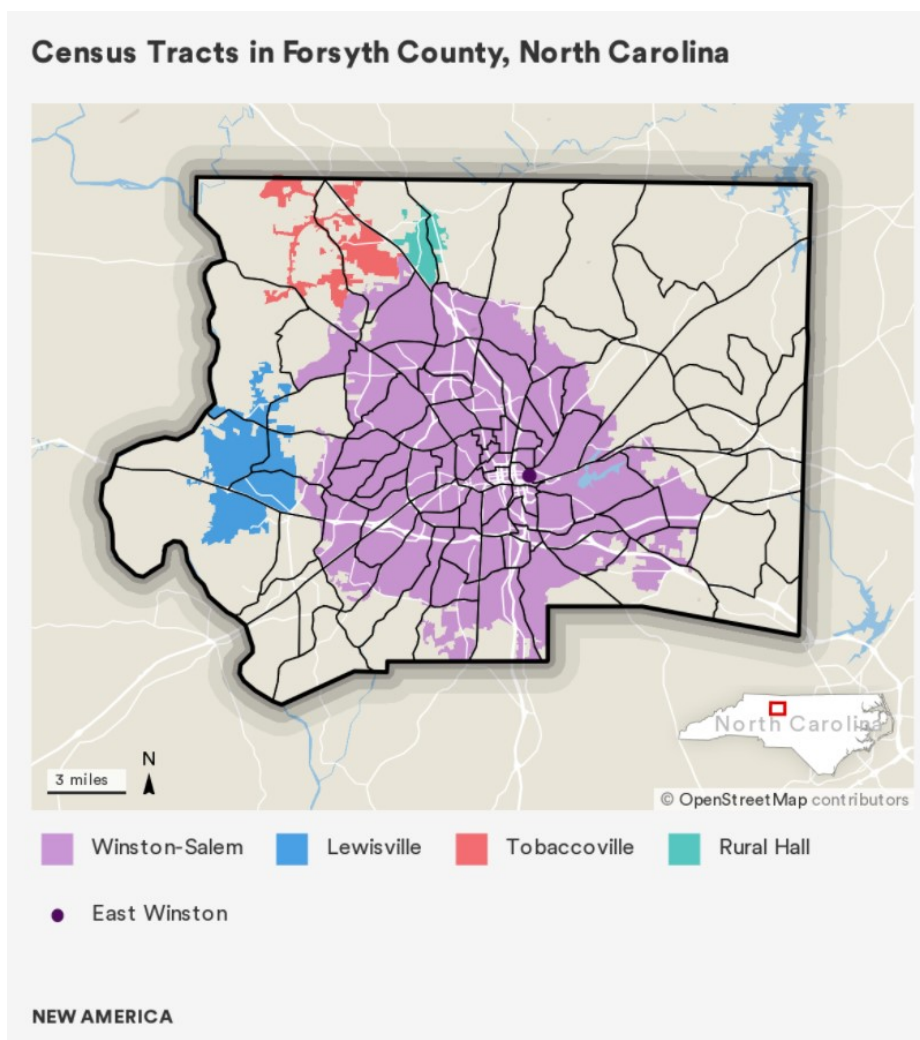 Census Tracts in Forsyth County, North Carolina
North Carolina
N
3 miles
© OpenStreetMap contributors
Winston-Salem
Lewisville
Tobaccoville
Rural Hall
East Winston
NEW AMERICA